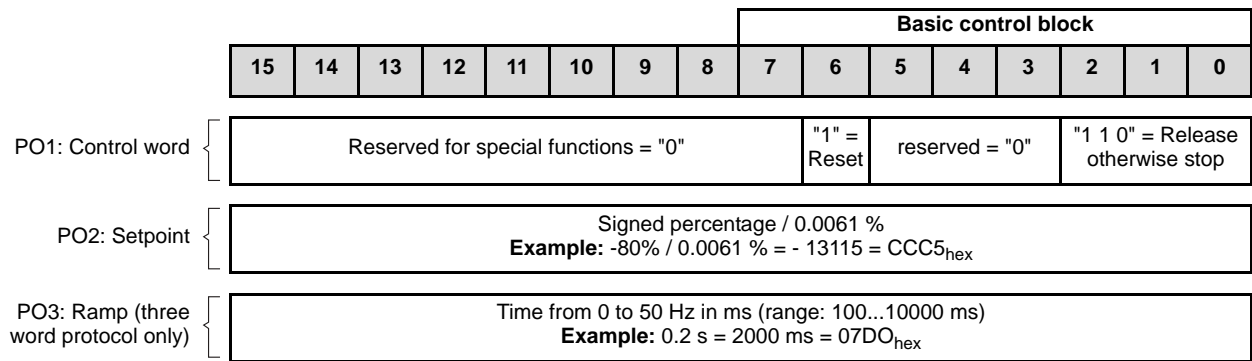 Basic control block
15 14 13 12 11 10 9 8 7 6 5 4 3 2 1 0
PO1: Control word
Reserved for special functions = "0"
"1" =
Reset
reserved = "0"
"1 1 0" = Release
otherwise stop
PO2: Setpoint
Signed percentage / 0.0061 %
Example: -80% / 0.0061 % = - 13115 = CCC5hex
PO3: Ramp (three
word protocol only)
Time from 0 to 50 Hz in ms (range: 100...10000 ms)
Example: 0.2 s = 2000 ms = 07DOhex